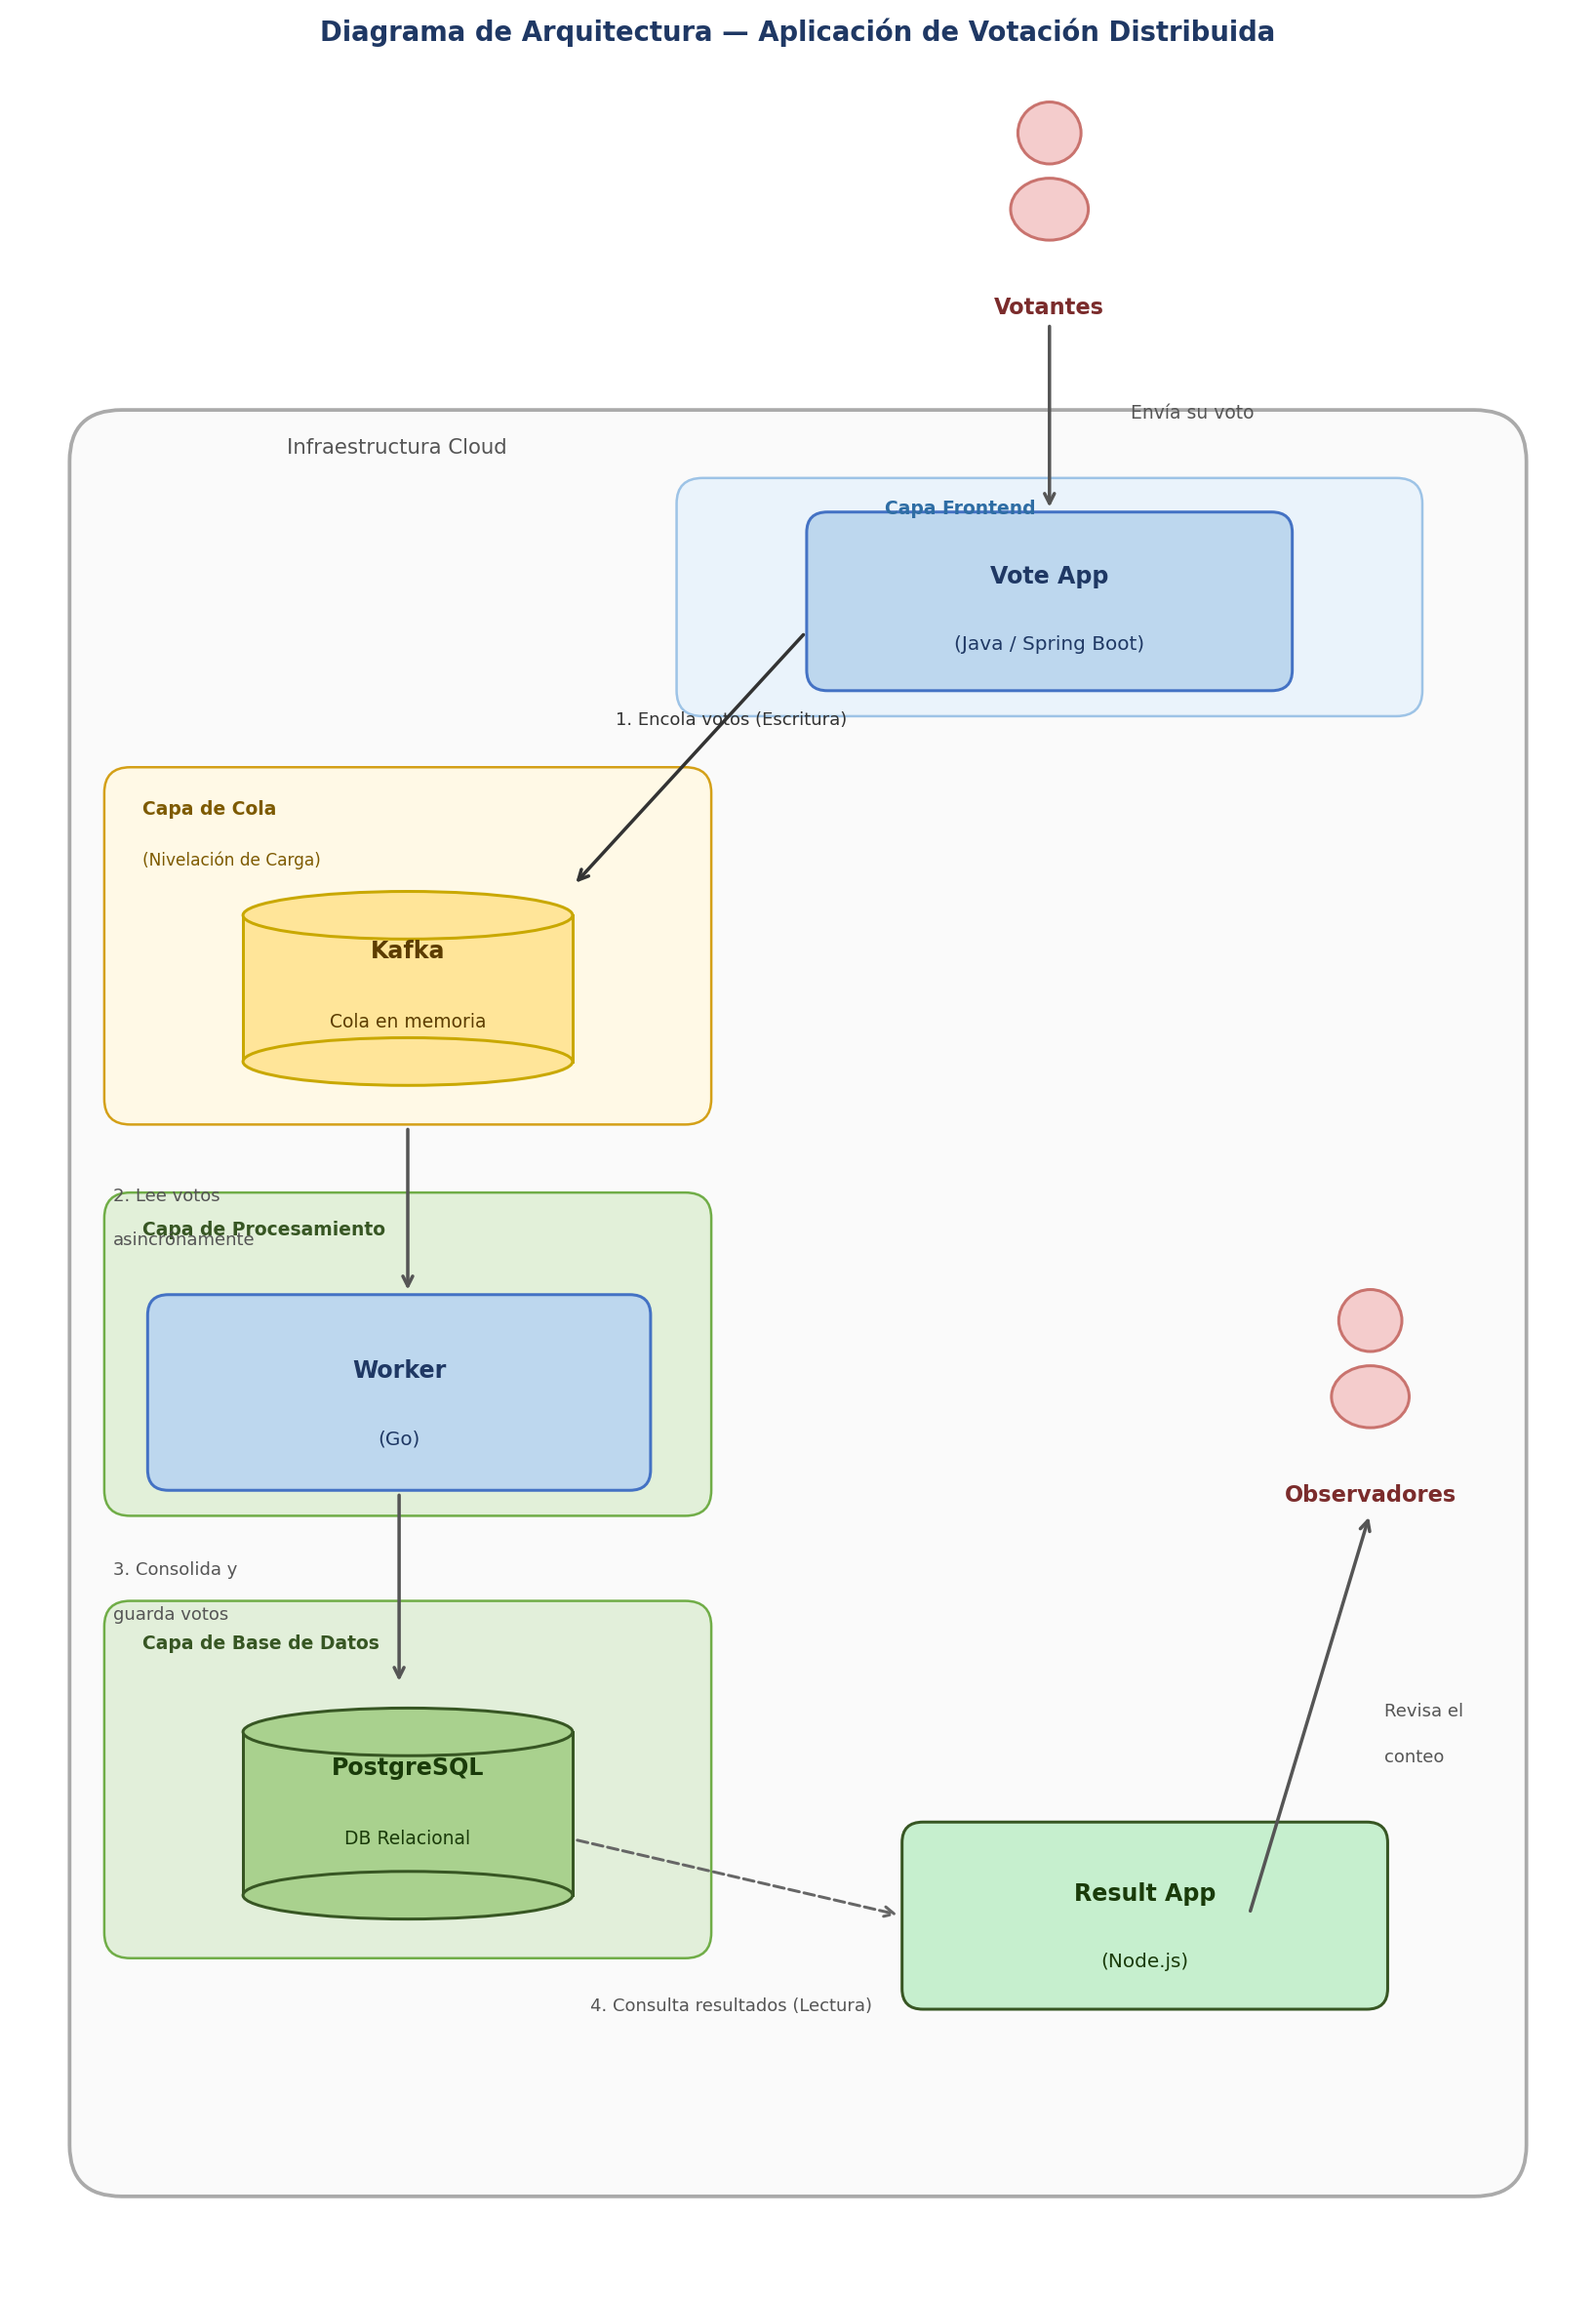 Diagrama de Arquitectura — Aplicación de Votación Distribuida
Votantes
Envía su voto
Infraestructura Cloud
Capa Frontend
Vote App
(Java / Spring Boot)
1. Encola votos (Escritura)
Capa de Cola
(Nivelación de Carga)
Kafka
Cola en memoria
2. Lee votos
asincrónamente
Capa de Procesamiento
Worker
(Go)
Observadores
3. Consolida y
guarda votos
Capa de Base de Datos
PostgreSQL
DB Relacional
Revisa el
conteo
Result App
(Node.js)
4. Consulta resultados (Lectura)